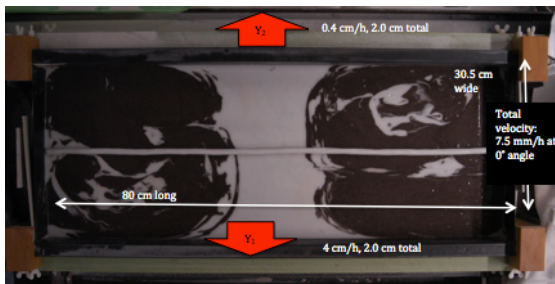 Y₂
0.4 cm/h, 2.0 cm total
30.5 cm
wide
Total
velocity:
7.5 mm/h at
0° angle
80 cm long
Y₁
4 cm/h, 2.0 cm total